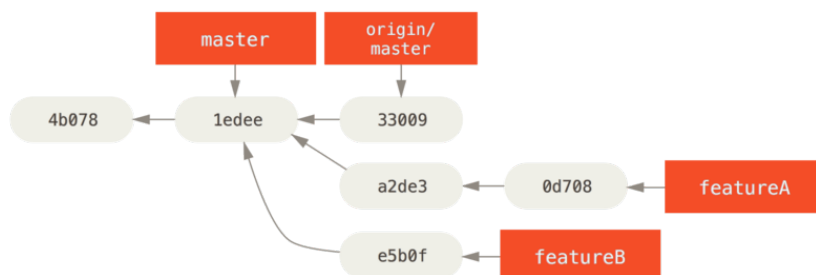 master
origin/
master
4b078
1edee
33009
a2de3
0d708
featureA
e5b0f
featureB